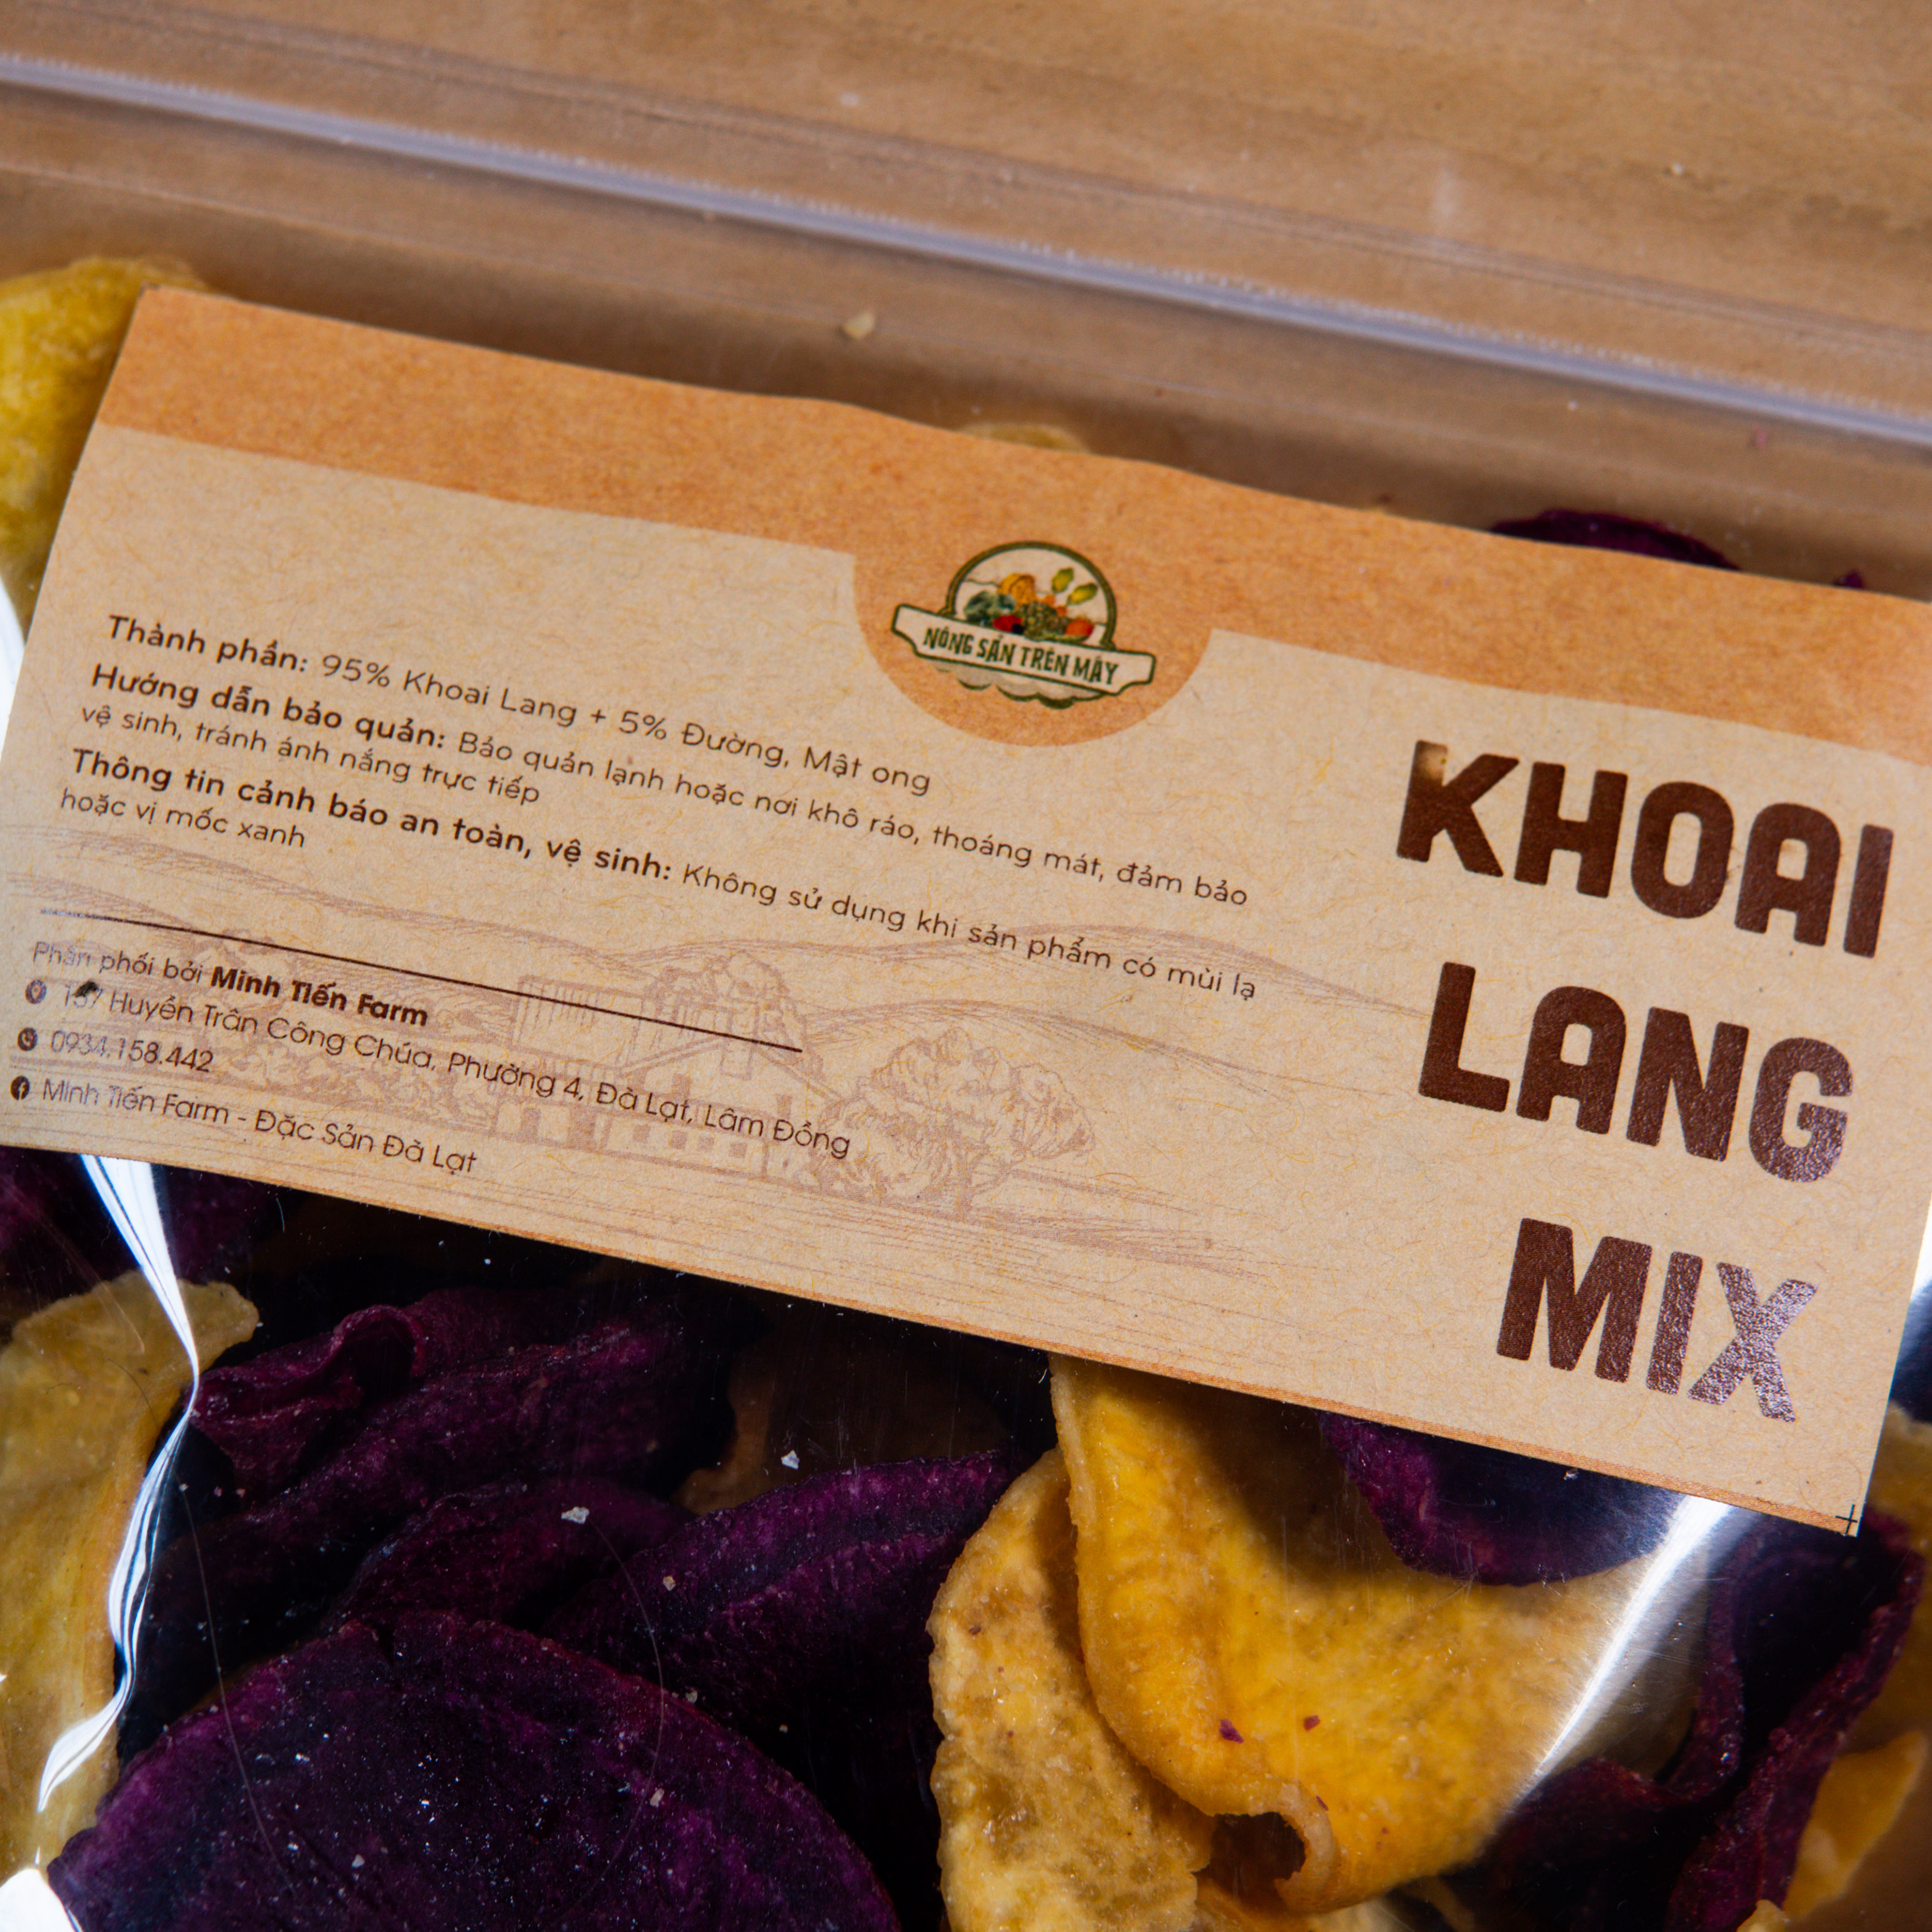 NÔNG SẢN TRÊN MÂY
Thành phần: 95% Khoai Lang + 5% Đường, Mật ong
Hướng dẫn bảo quản: Bảo quản lạnh hoặc nơi khô ráo, thoáng mát, đảm bảo
vệ sinh, tránh ánh nắng trực tiếp
Thông tin cảnh báo an toàn, vệ sinh: Không sử dụng khi sản phẩm có mùi lạ
hoặc vị mốc xanh
Phân phối bởi Minh Tiến Farm
Huyền Trân Công Chúa, Phường 4, Đà Lạt, Lâm Đồng
0934.158.442
Minh Tiến Farm - Đặc Sản Đà Lạt
KHOAI
LANG
MIX